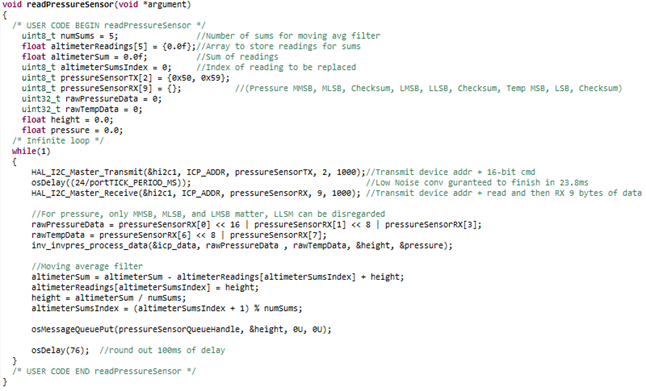 void readPressureSensor(void *argument)
{
  /* USER CODE BEGIN readPressureSensor */
    uint8_t numSums = 5;                //Number of sums for moving avg filter
    float altimeterReadings[5] = {0.0f};//Array to store readings for sums
    float altimeterSum = 0.0f;          //Sum of readings
    uint8_t altimeterSumsIndex = 0;     //Index of reading to be replaced
    uint8_t pressureSensorTX[2] = {0x50, 0x59};
    uint8_t pressureSensorRX[9] = {};          //(Pressure MMSB, MLSB, Checksum, LMSB, LLSB, Checksum, Temp MSB, LSB, Checksum)
    uint32_t rawPressureData = 0;
    uint32_t rawTempData = 0;
    float height = 0.0;
    float pressure = 0.0;
  /* Infinite loop */
  while(1)
  {
      HAL_I2C_Master_Transmit(&hi2c1, ICP_ADDR, pressureSensorTX, 2, 1000);//Transmit device addr + 16-bit cmd
      osDelay((24/portTICK_PERIOD_MS));                                    //Low Noise conv guranteed to finish in 23.8ms
      HAL_I2C_Master_Receive(&hi2c1, ICP_ADDR, pressureSensorRX, 9, 1000); //Transmit device addr + read and then RX 9 bytes of data

      //For pressure, only MMSB, MLSB, and LMSB matter, LLSM can be disregarded
      rawPressureData = pressureSensorRX[0] << 16 | pressureSensorRX[1] << 8 | pressureSensorRX[3];
      rawTempData = pressureSensorRX[6] << 8 | pressureSensorRX[7];
      inv_invpres_process_data(&icp_data, rawPressureData , rawTempData, &height, &pressure);

      //Moving average filter
      altimeterSum = altimeterSum - altimeterReadings[altimeterSumsIndex] + height;
      altimeterReadings[altimeterSumsIndex] = height;
      height = altimeterSum / numSums;
      altimeterSumsIndex = (altimeterSumsIndex + 1) % numSums;

      osMessageQueuePut(pressureSensorQueueHandle, &height, 0U, 0U);

      osDelay(76);  //round out 100ms of delay
  }
  /* USER CODE END readPressureSensor */
}